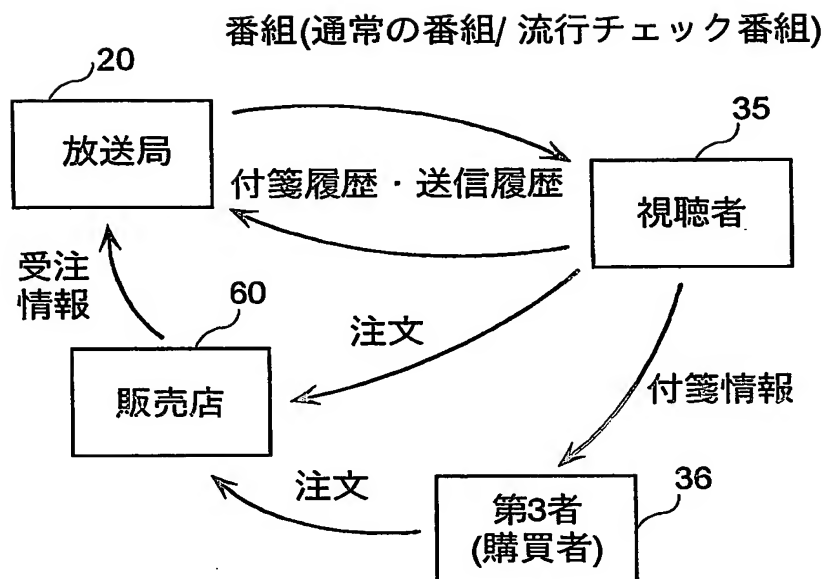 番組(通常の番組/ 流行チェック番組)
20
放送局
35
視聴者
付箋履歴・送信履歴
受注
情報
60
販売店
注文
付箋情報
注文
36
第3者
(購買者)